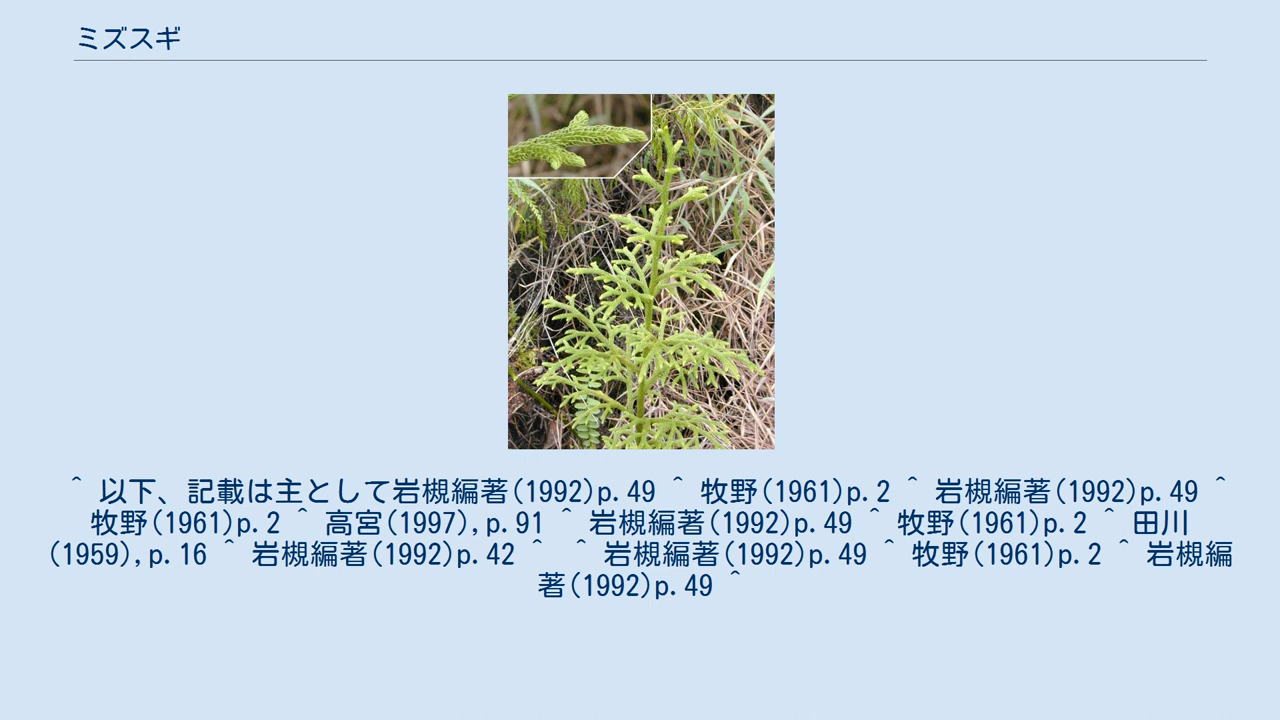 ミズスギ
^ 以下、記載は主として岩槻編著(1992)p.49 ^ 牧野(1961)p.2 ^ 岩槻編著(1992)p.49 ^
牧野(1961)p.2 ^ 高宮(1997),p.91 ^ 岩槻編著(1992)p.49 ^ 牧野(1961)p.2 ^ 田川
(1959),p.16 ^ 岩槻編著(1992)p.42 ^ ^ 岩槻編著(1992)p.49 ^ 牧野(1961)p.2 ^ 岩槻編
著(1992)p.49 ^